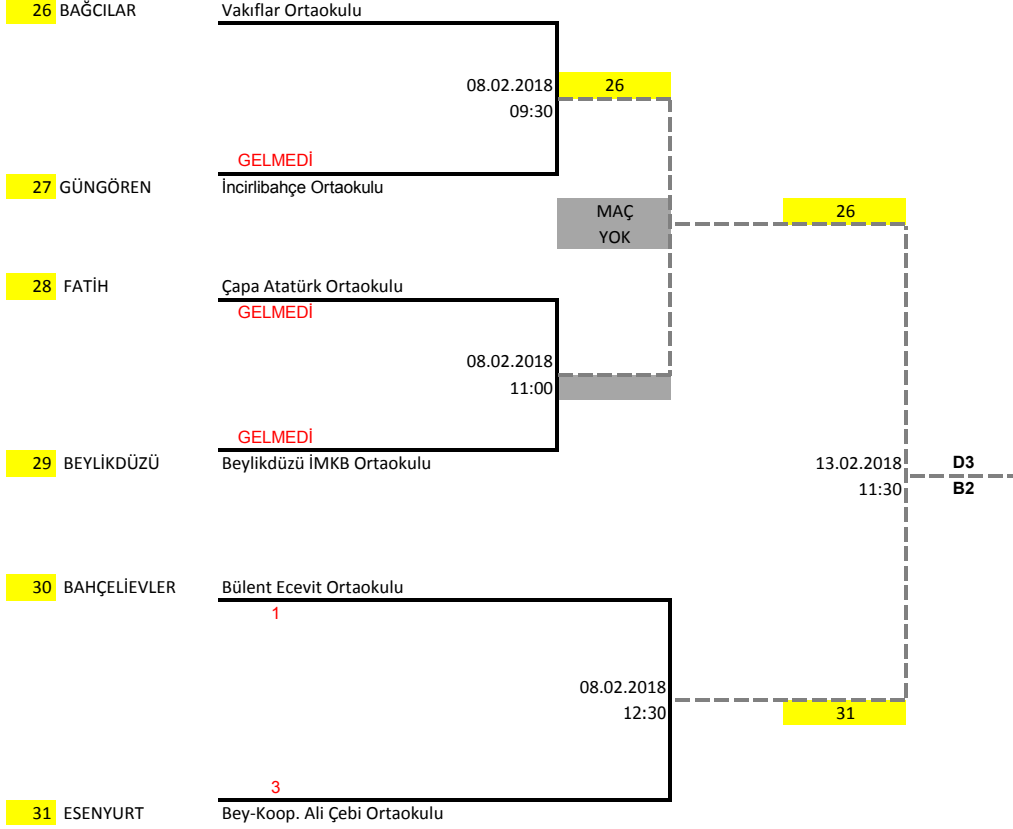 26 BAĞCILAR Vakıflar Ortaokulu
08.02.2018 26
09:30
GELMEDİ
27 GÜNGÖREN İncirlibahçe Ortaokulu
MAÇ 26
YOK
28 FATİH Çapa Atatürk Ortaokulu
GELMEDİ
08.02.2018
11:00
GELMEDİ
29 BEYLİKDÜZÜ Beylikdüzü İMKB Ortaokulu
13.02.2018 D3
11:30 B2
30 BAHÇELİEVLER Bülent Ecevit Ortaokulu
1
08.02.2018
12:30 31
3
31 ESENYURT Bey-Koop. Ali Çebi Ortaokulu